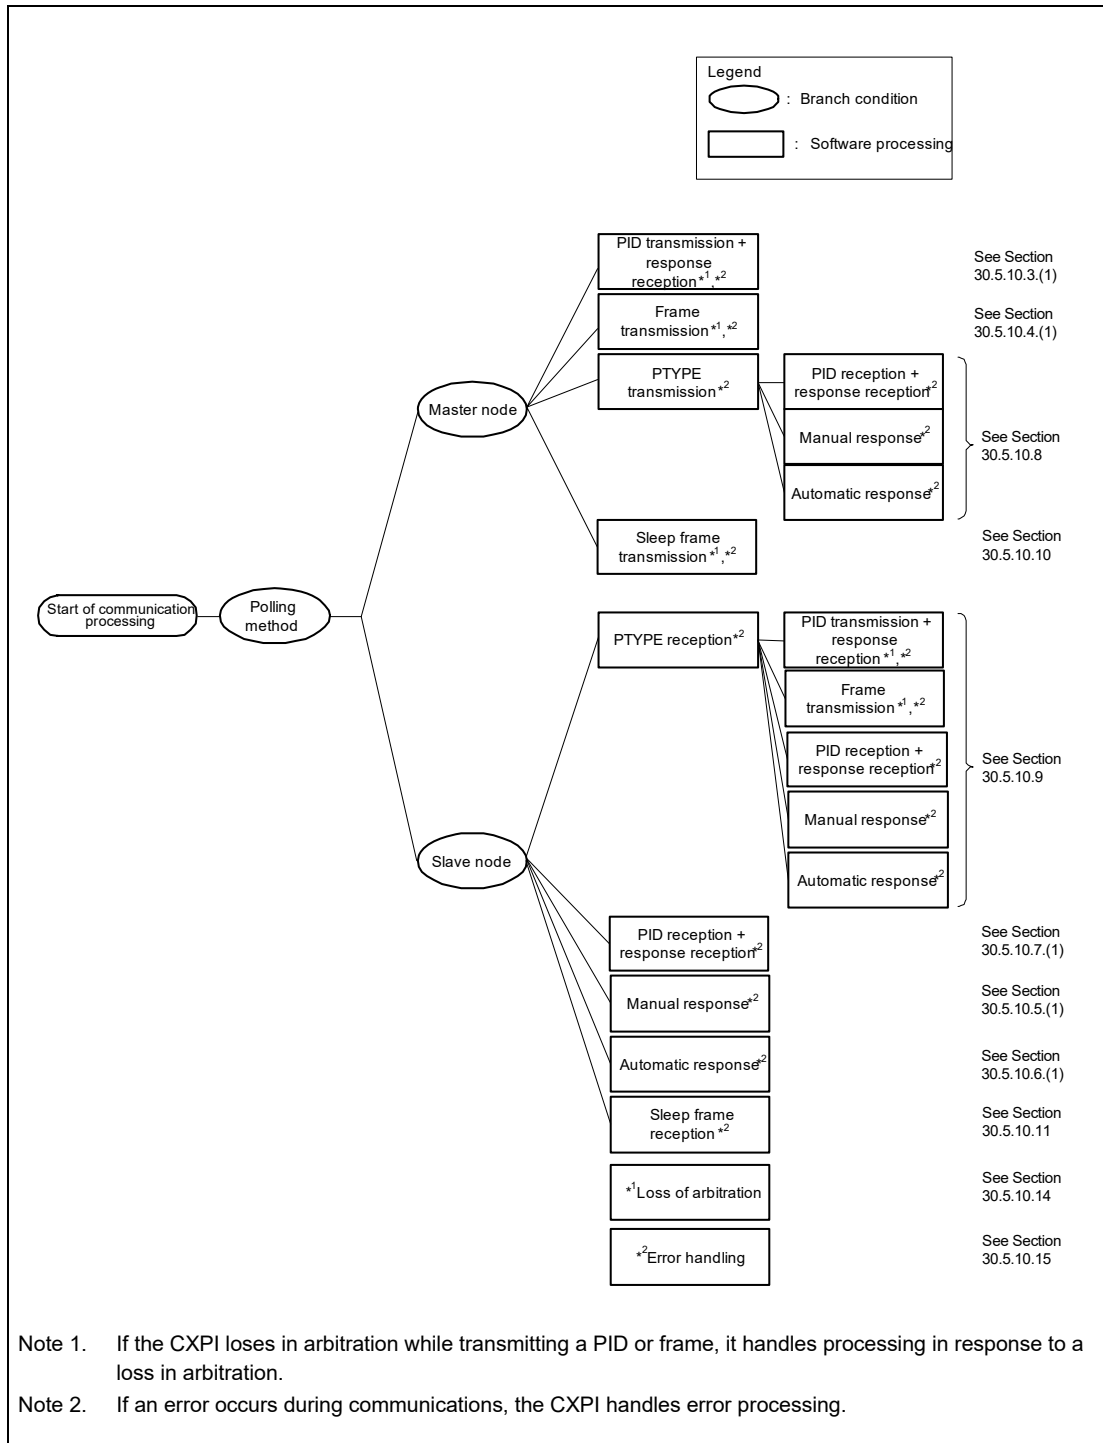 Legend
: Branch condition
: Software processing
PID transmission +
response
reception*1,*2
See Section
30.5.10.3.(1)
Frame
transmission*1,*2
See Section
30.5.10.4.(1)
PTYPE
transmission*2
PID reception +
response reception*2
Master node
Manual response*2
See Section
30.5.10.8
Automatic response*2
Sleep frame
transmission*1,*2
See Section
30.5.10.10
Start of communication
processing
Polling
method
PTYPE reception*2
PID transmission +
response
reception*1,*2
Frame
transmission*1,*2
PID reception +
response reception*2
See Section
30.5.10.9
Manual response*2
Slave node
Automatic response*2
PID reception +
response reception*2
See Section
30.5.10.7.(1)
Manual response*2
See Section
30.5.10.5.(1)
Automatic response*2
See Section
30.5.10.6.(1)
Sleep frame
reception*2
See Section
30.5.10.11
*1Loss of arbitration
See Section
30.5.10.14
*2Error handling
See Section
30.5.10.15
Note 1. If the CXPI loses in arbitration while transmitting a PID or frame, it handles processing in response to a
loss in arbitration.
Note 2. If an error occurs during communications, the CXPI handles error processing.